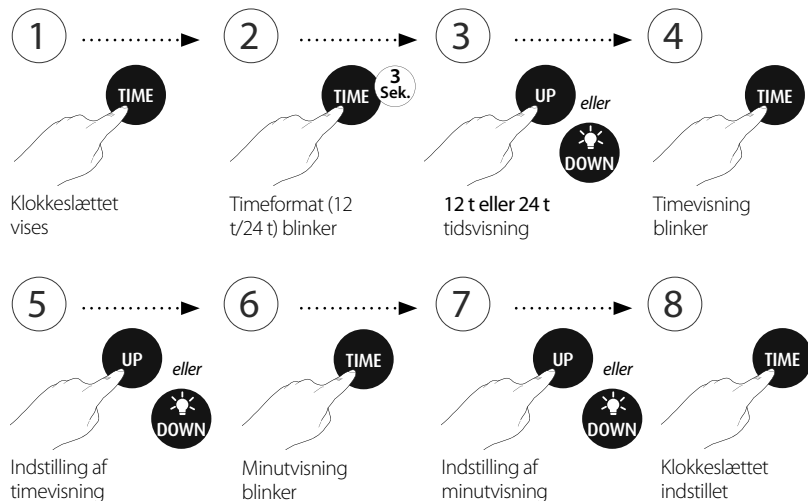 1
2
3
4
TIME
TIME
3
Sek.
UP
eller
DOWN
TIME
Klokkeslættet
vises
Timeformat (12
t/24 t) blinker
12 t eller 24 t
tidsvisning
Timevisning
blinker
5
6
7
8
UP
eller
DOWN
TIME
UP
eller
DOWN
TIME
Indstilling af
timevisning
Minutvisning
blinker
Indstilling af
minutvisning
Klokkeslættet
indstillet